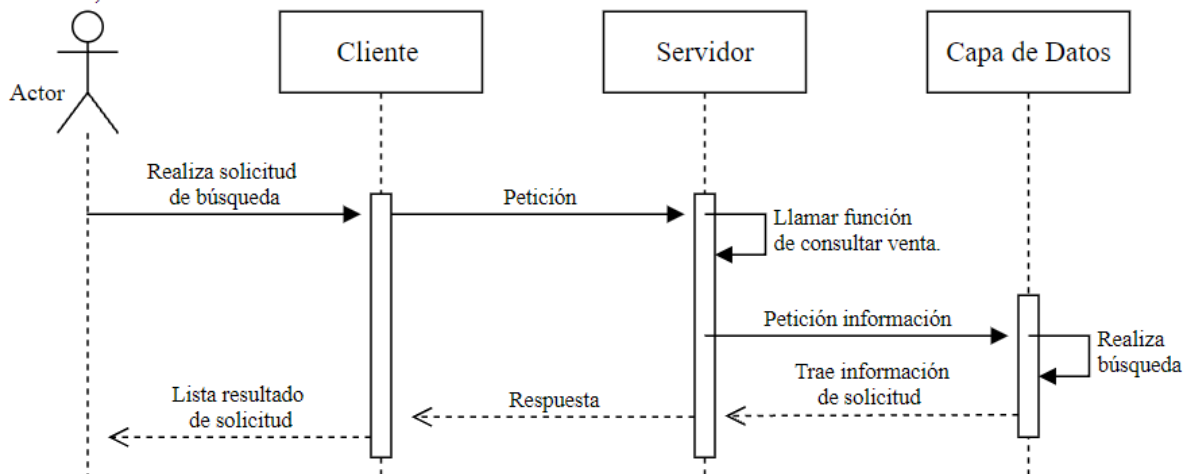 Cliente
Servidor
Capa de Datos
Actor
Realiza solicitud
de búsqueda
Petición
Llamar función
de consultar venta.
Petición información
Realiza
búsqueda
Trae información
de solicitud
Respuesta
Lista resultado
de solicitud